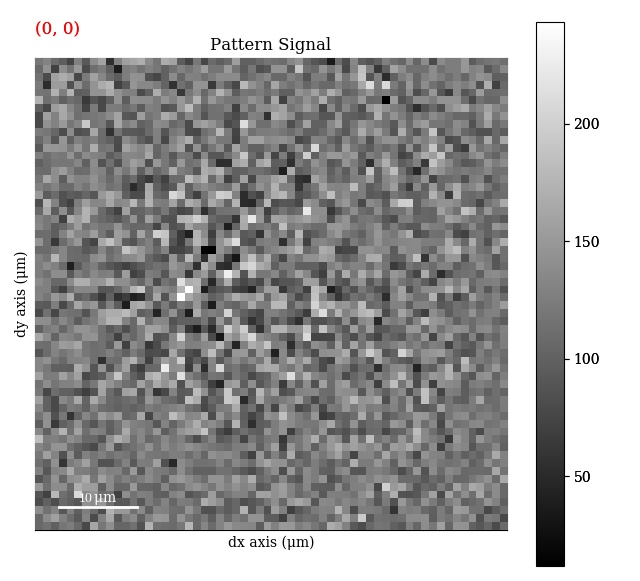 (0, 0)
Pattern Signal
dy axis (μm)
200
150
100
50
10 μm
dx axis (μm)